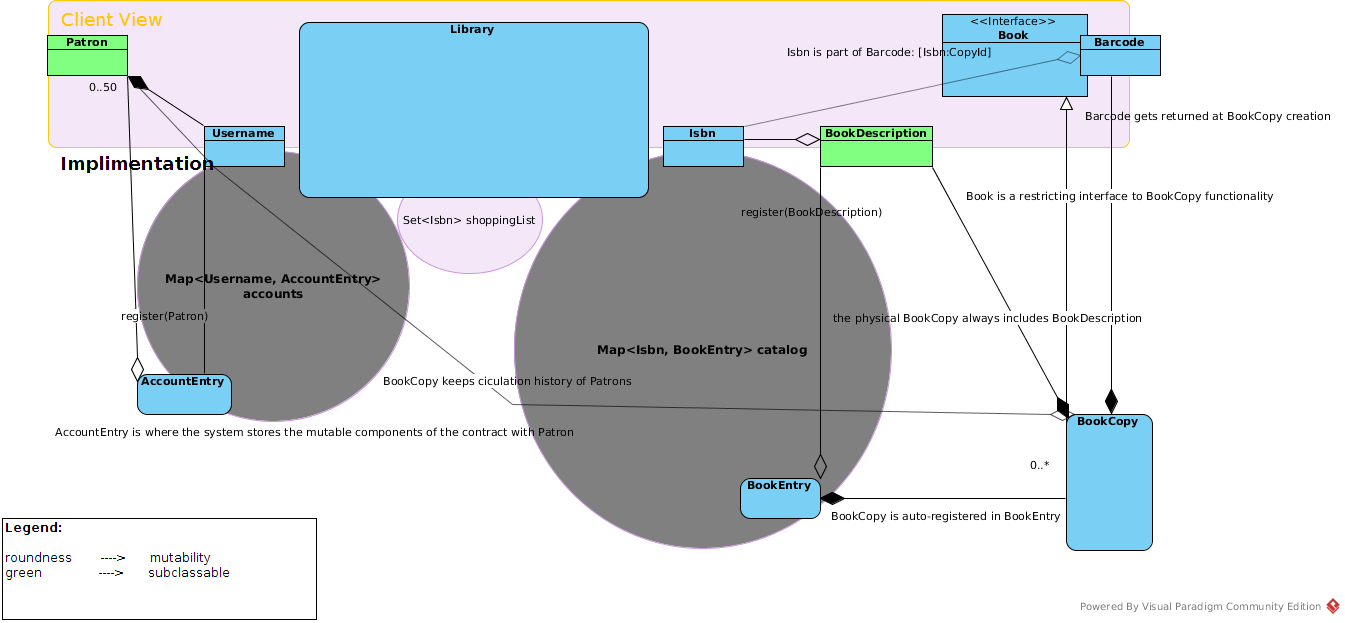 Client View
<<Interface>>
Book
Library
Patron
Barcode
Isbn is part of Barcode: [Isbn:CopyId]
0..50
Barcode gets returned at BookCopy creation
Username
Isbn
BookDescription
Implimentation
Book is a restricting interface to BookCopy functionality
register(BookDescription)
Set<Isbn> shoppingList
Map<Username, AccountEntry>
accounts
register(Patron)
the physical BookCopy always includes BookDescription
Map<Isbn, BookEntry> catalog
AccountEntry
BookCopy keeps ciculation history of Patrons
BookCopy
AccountEntry is where the system stores the mutable components of the contract with Patron
0..*
BookEntry
BookCopy is auto-registered in BookEntry
Legend:
roundness ----> mutability
green ----> subclassable
Powered By Visual Paradigm Community Edition